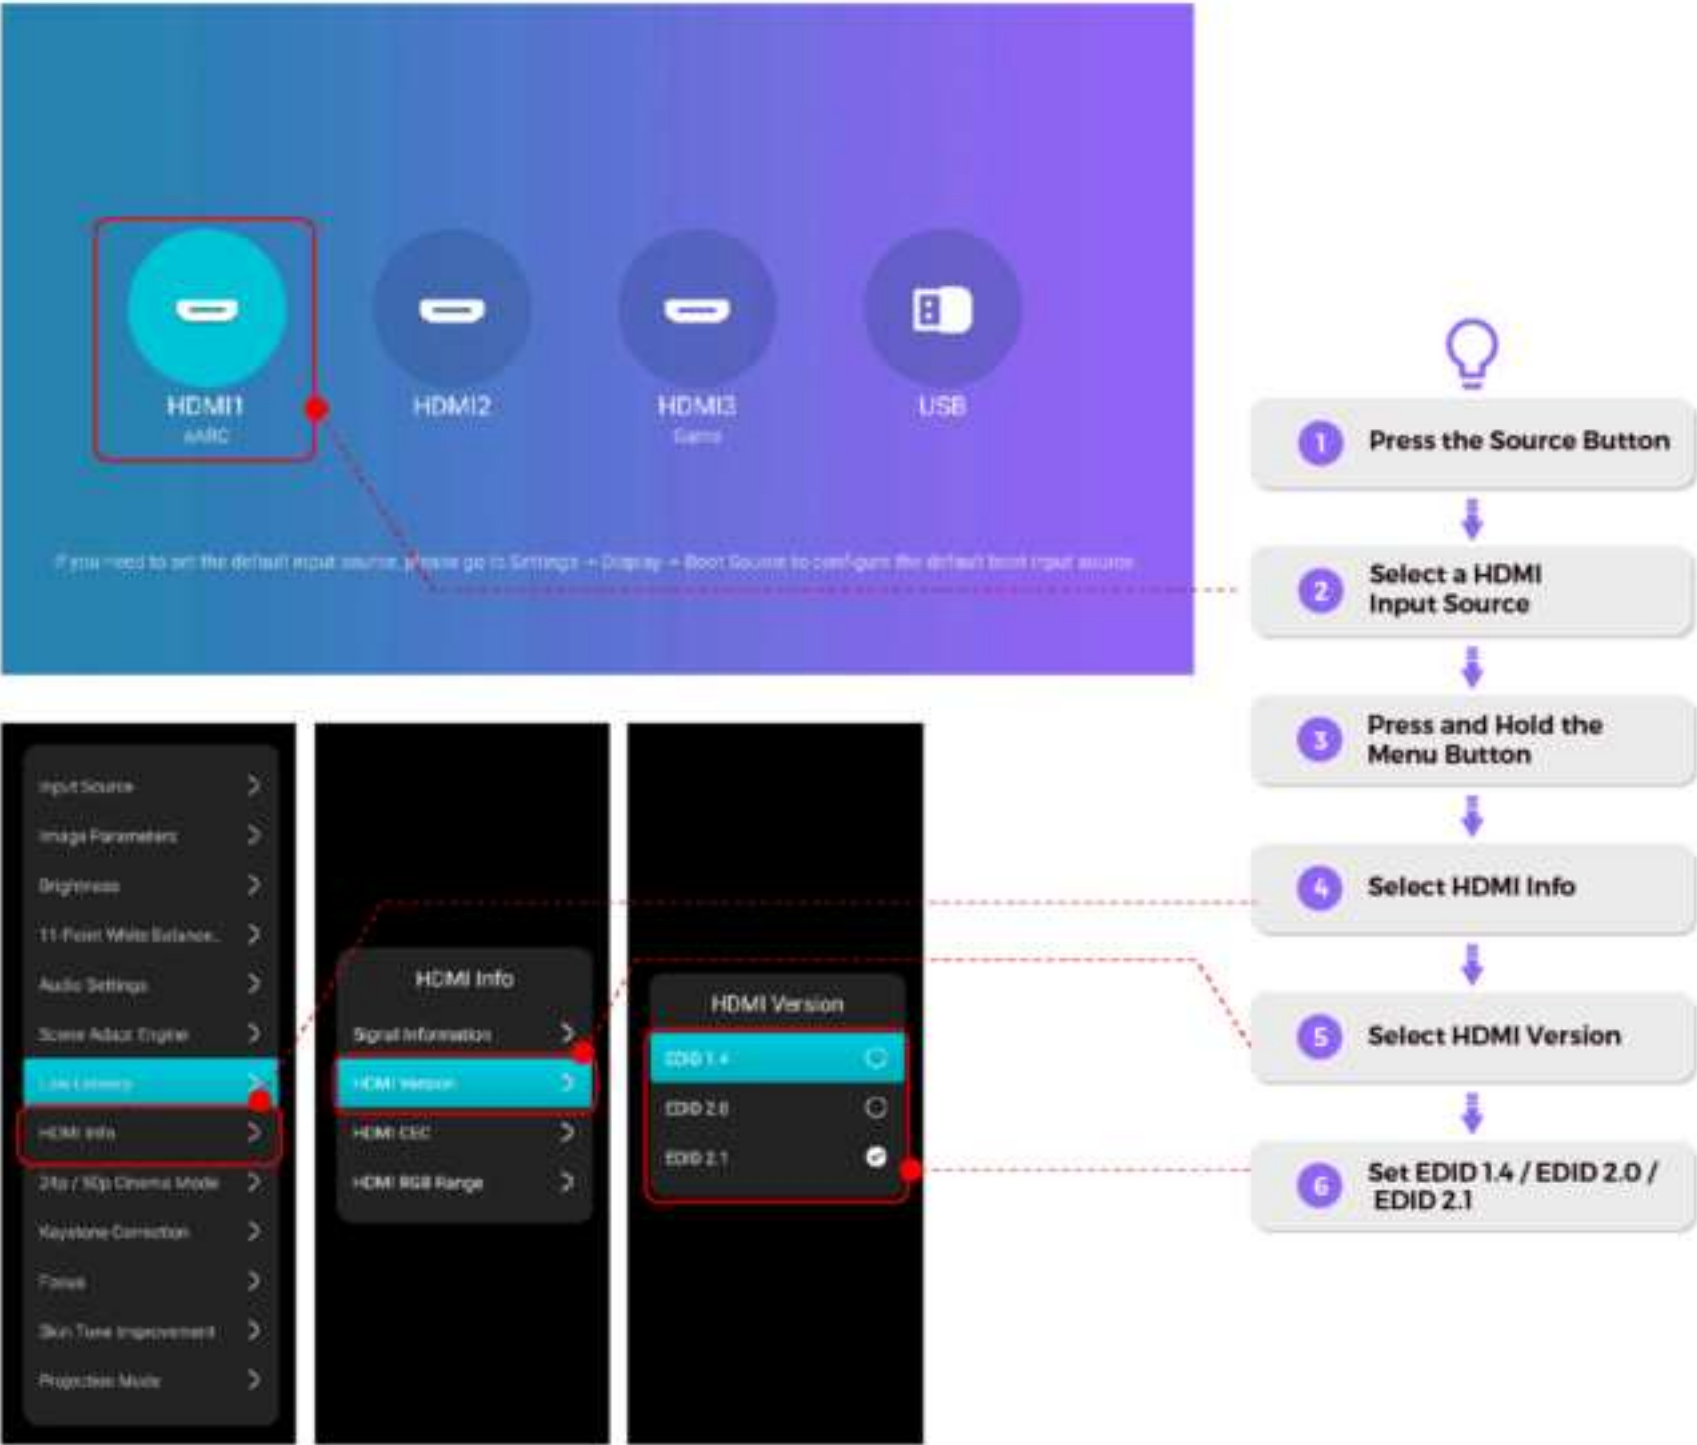 HDMI1
eARC
HDMI2
HDMI3
Game
USB
If you need to set the default input source, please go to Settings → Display → Boot Source to configure the default boot input source.
1
Press the Source Button
2
Select a HDMI
Input Source
3
Press and Hold the
Menu Button
4
Select HDMI Info
5
Select HDMI Version
6
Set EDID 1.4 / EDID 2.0 /
EDID 2.1
Input Source
Image Parameters
Brightness
11-Point White Balance..
Audio Settings
Scene Adapt Engine
Low Latency
HDMI Info
24p / 50p Cinema Mode
Keystone Correction
Focus
Skin Tone Improvement
Projection Mode
HDMI Info
Signal Information
HDMI Version
HDMI CEC
HDMI RGB Range
HDMI Version
EDID 1.4
EDID 2.0
EDID 2.1